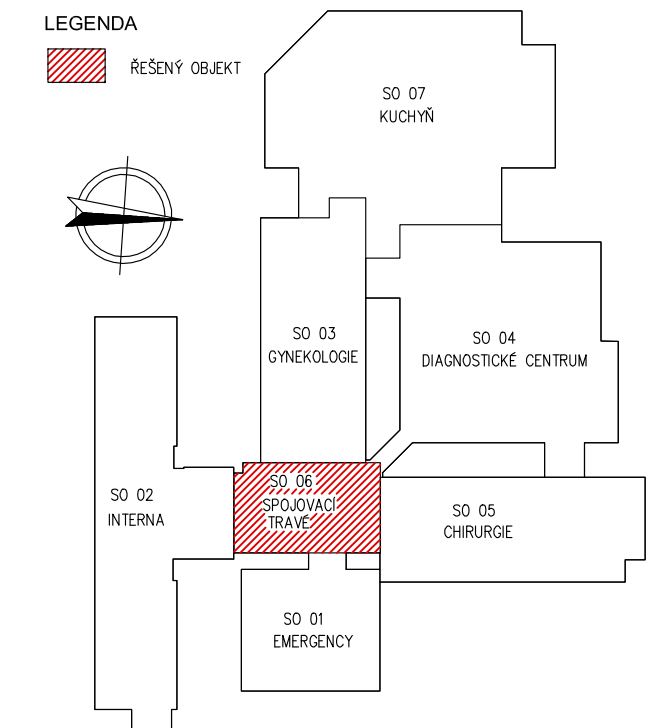 LEGENDA
ŘEŠENÝ OBJEKT
SO 07
KUCHYŇ
SO 03
GYNEKOLOGIE
SO 04
DIAGNOSTICKÉ CENTRUM
SO 02
INTERNA
SO 06
SPOJOVACÍ
TRAVÉ
SO 05
CHIRURGIE
SO 01
EMERGENCY